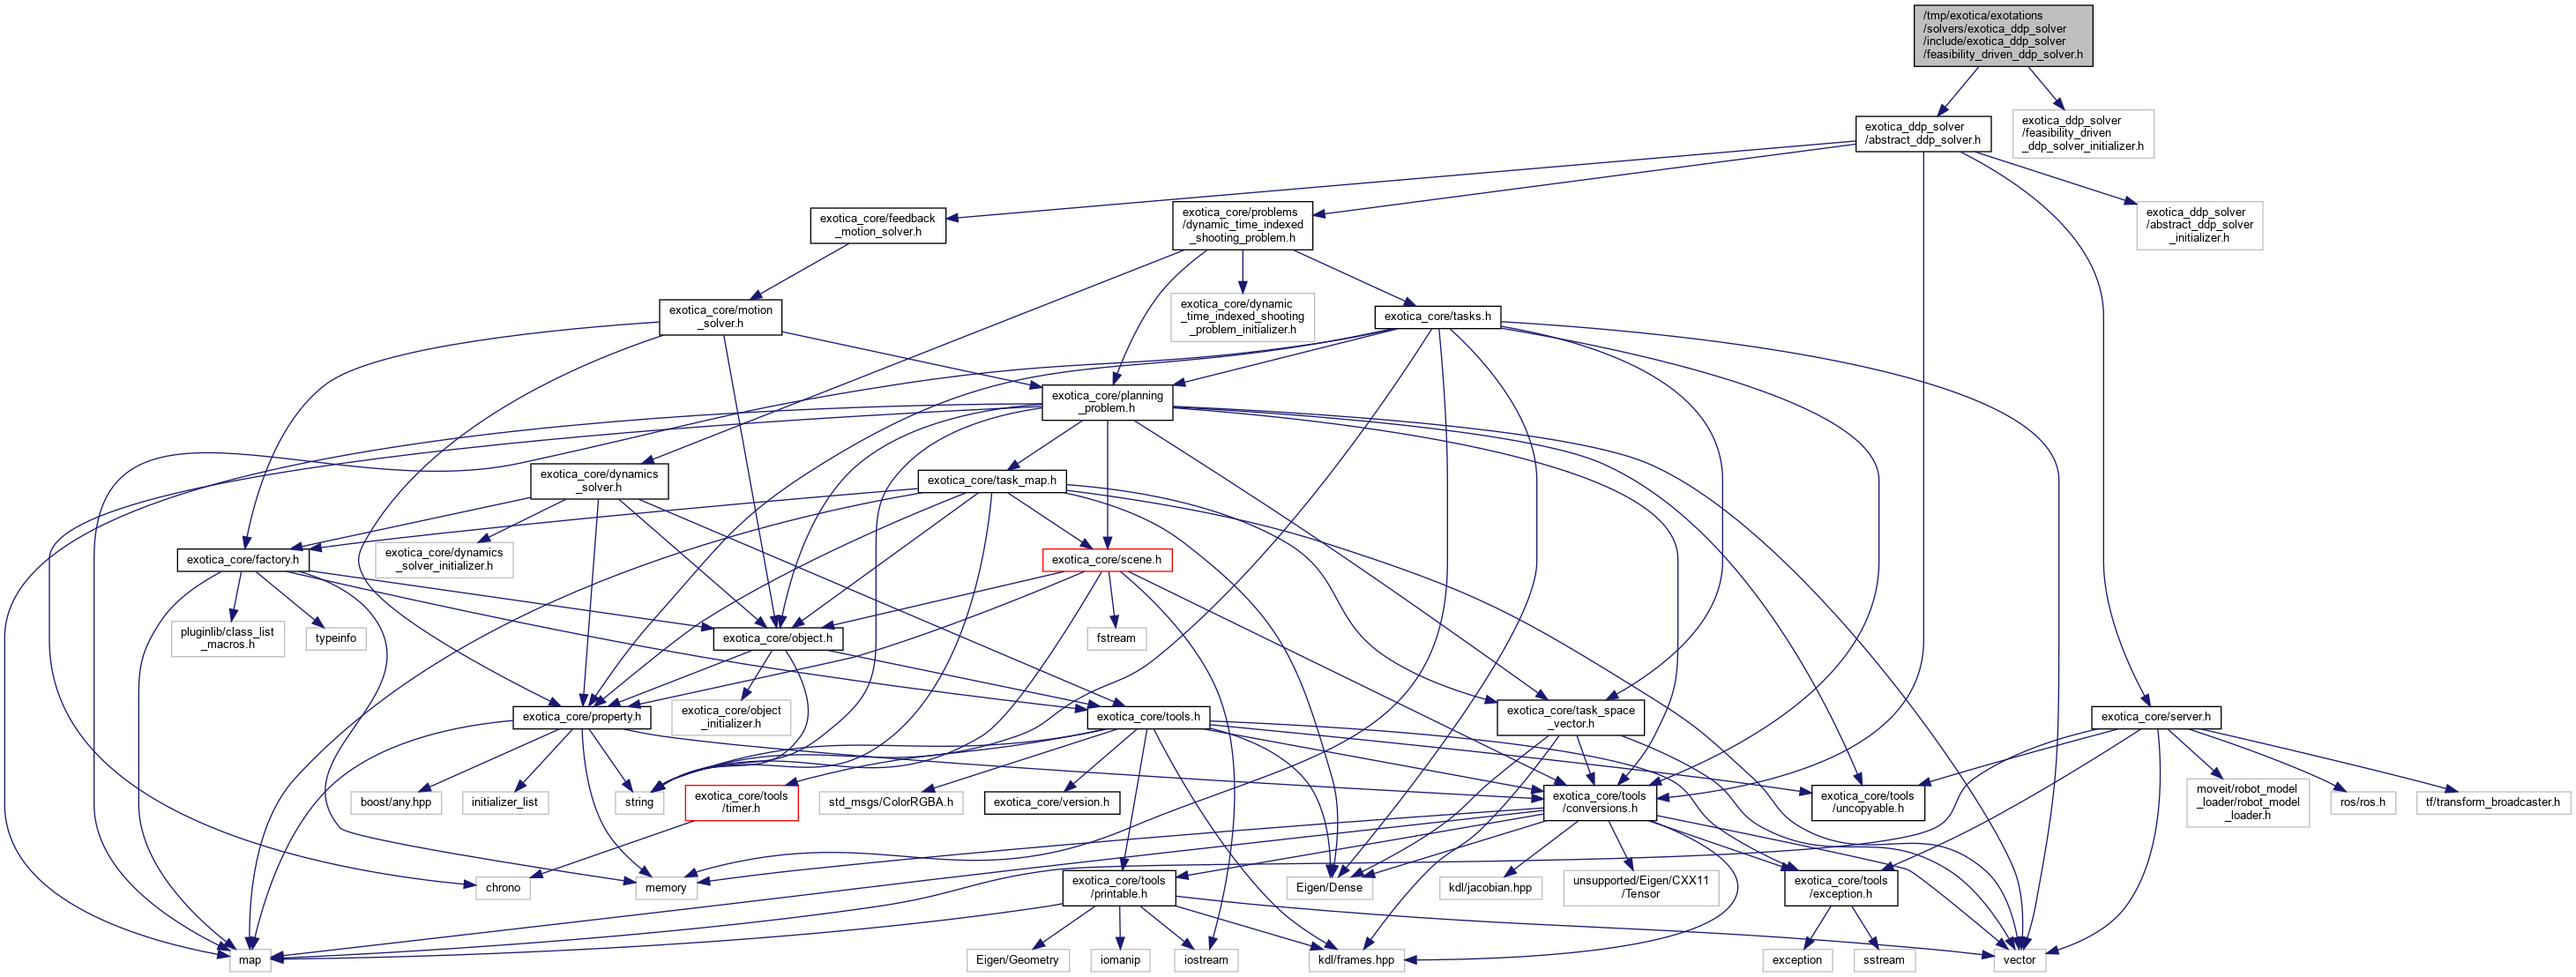 /tmp/exotica/exotations
/solvers/exotica_ddp_solver
/include/exotica_ddp_solver
/feasibility_driven_ddp_solver.h
exotica_ddp_solver
/abstract_ddp_solver.h
exotica_ddp_solver
/feasibility_driven
_ddp_solver_initializer.h
exotica_core/feedback
_motion_solver.h
exotica_core/problems
/dynamic_time_indexed
_shooting_problem.h
exotica_ddp_solver
/abstract_ddp_solver
_initializer.h
exotica_core/motion
_solver.h
exotica_core/dynamic
_time_indexed_shooting
_problem_initializer.h
exotica_core/tasks.h
exotica_core/planning
_problem.h
exotica_core/dynamics
_solver.h
exotica_core/task_map.h
exotica_core/factory.h
exotica_core/dynamics
_solver_initializer.h
exotica_core/scene.h
pluginlib/class_list
_macros.h
typeinfo
exotica_core/object.h
fstream
exotica_core/property.h
exotica_core/object
_initializer.h
exotica_core/tools.h
exotica_core/task_space
_vector.h
exotica_core/server.h
boost/any.hpp
initializer_list
string
exotica_core/tools
/timer.h
std_msgs/ColorRGBA.h
exotica_core/version.h
exotica_core/tools
/conversions.h
exotica_core/tools
/uncopyable.h
moveit/robot_model
_loader/robot_model
_loader.h
ros/ros.h
tf/transform_broadcaster.h
chrono
memory
exotica_core/tools
/printable.h
Eigen/Dense
kdl/jacobian.hpp
unsupported/Eigen/CXX11
/Tensor
exotica_core/tools
/exception.h
map
Eigen/Geometry
iomanip
iostream
kdl/frames.hpp
exception
sstream
vector